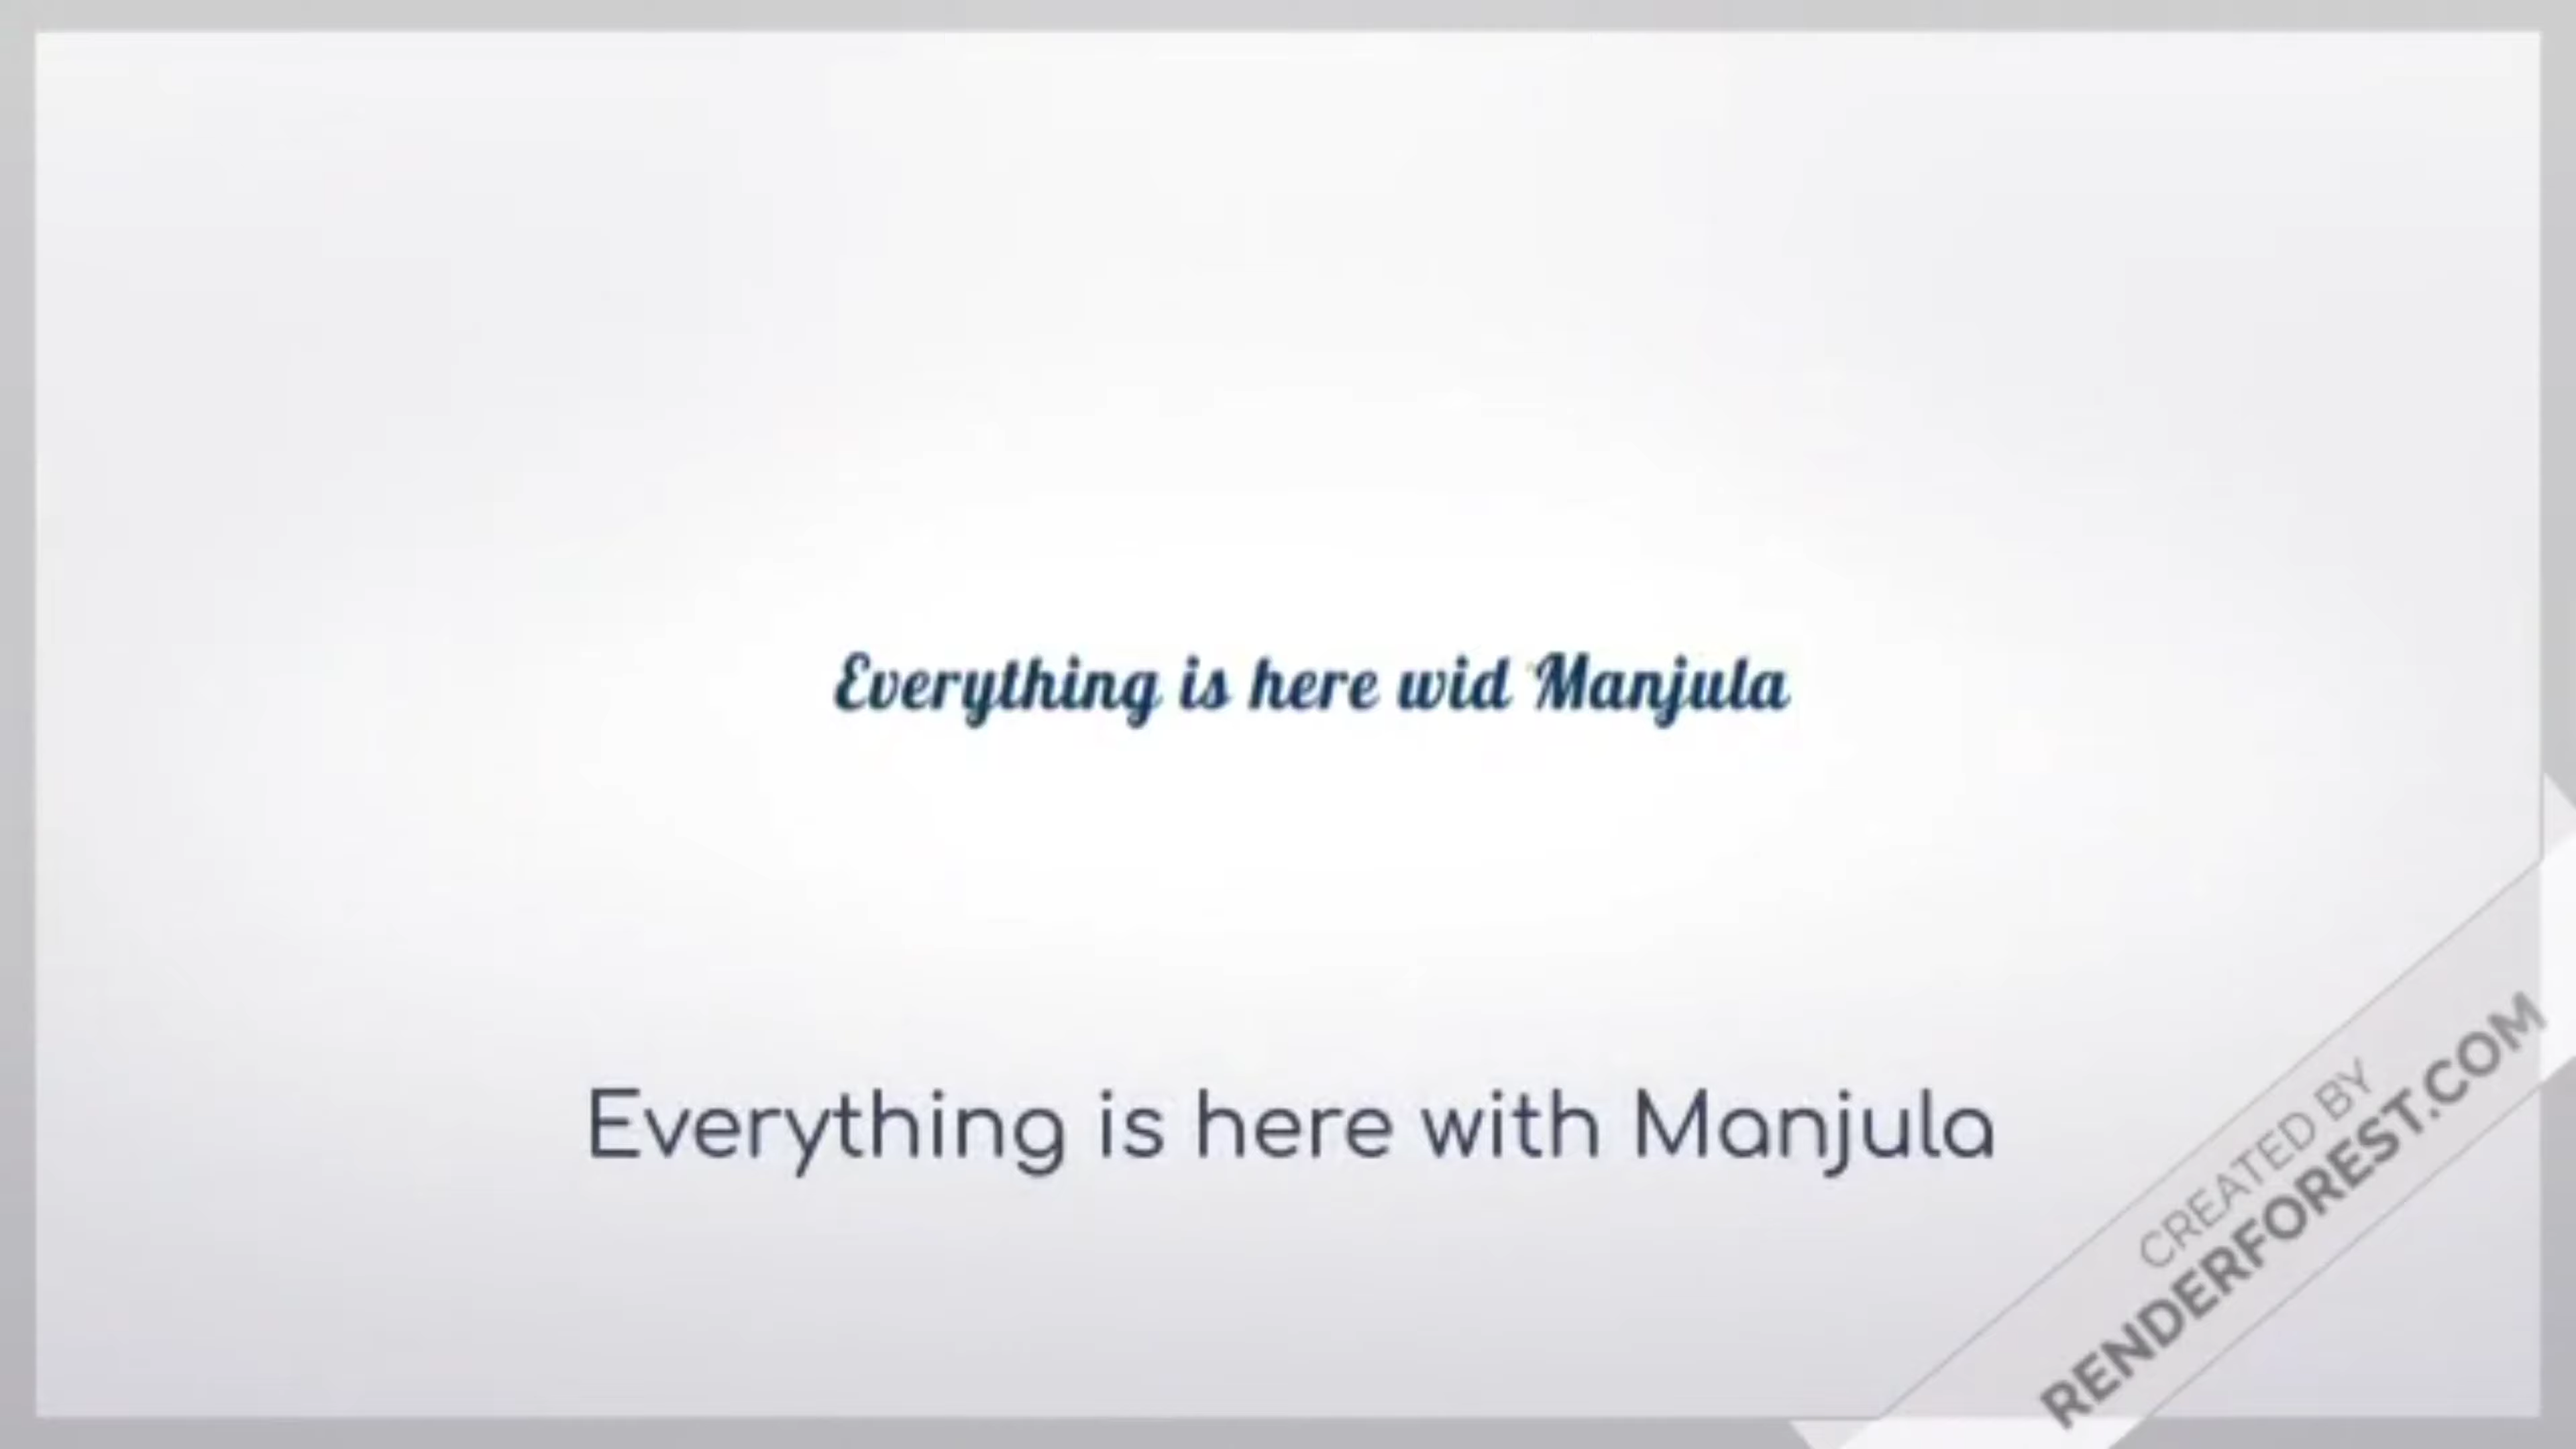 Everything is here wid Manjula
Everything is here with Manjula
CREATED BY
RENDERFOREST.COM